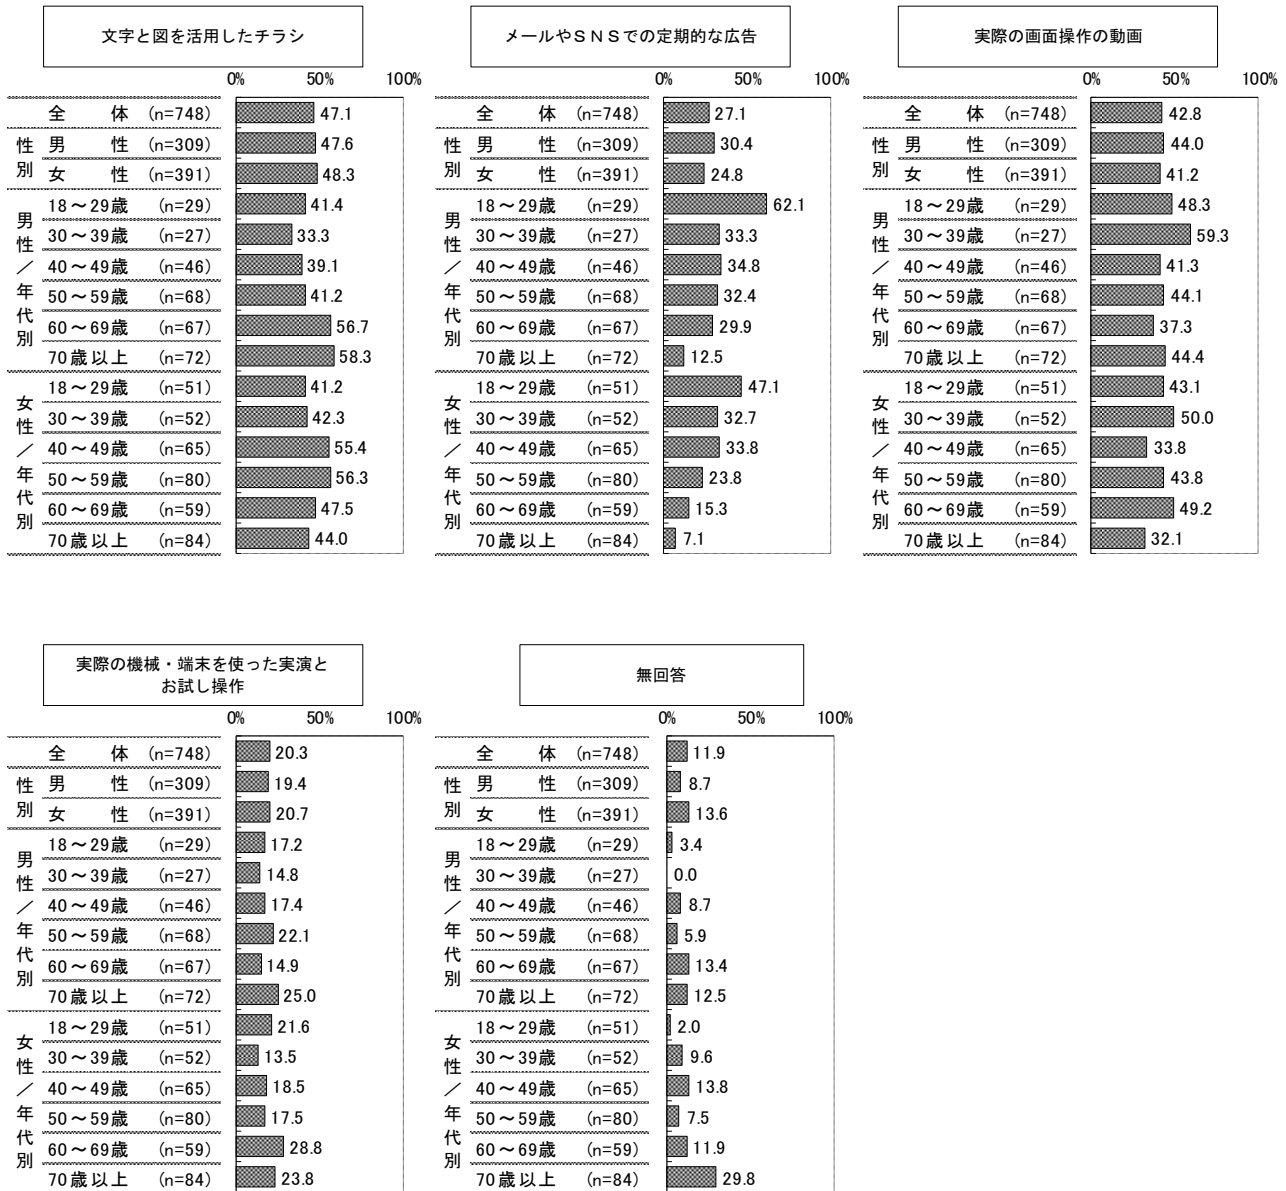 文字と図を活用したチラシ
0% 50% 100%
全 体 (n=748) 47.1
性別
男 性 (n=309) 47.6
女 性 (n=391) 48.3
男性／年代別
18～29歳 (n=29) 41.4
30～39歳 (n=27) 33.3
40～49歳 (n=46) 39.1
50～59歳 (n=68) 41.2
60～69歳 (n=67) 56.7
70歳以上 (n=72) 58.3
女性／年代別
18～29歳 (n=51) 41.2
30～39歳 (n=52) 42.3
40～49歳 (n=65) 55.4
50～59歳 (n=80) 56.3
60～69歳 (n=59) 47.5
70歳以上 (n=84) 44.0
メールやＳＮＳでの定期的な広告
0% 50% 100%
全 体 (n=748) 27.1
性別
男 性 (n=309) 30.4
女 性 (n=391) 24.8
男性／年代別
18～29歳 (n=29) 62.1
30～39歳 (n=27) 33.3
40～49歳 (n=46) 34.8
50～59歳 (n=68) 32.4
60～69歳 (n=67) 29.9
70歳以上 (n=72) 12.5
女性／年代別
18～29歳 (n=51) 47.1
30～39歳 (n=52) 32.7
40～49歳 (n=65) 33.8
50～59歳 (n=80) 23.8
60～69歳 (n=59) 15.3
70歳以上 (n=84) 7.1
実際の画面操作の動画
0% 50% 100%
全 体 (n=748) 42.8
性別
男 性 (n=309) 44.0
女 性 (n=391) 41.2
男性／年代別
18～29歳 (n=29) 48.3
30～39歳 (n=27) 59.3
40～49歳 (n=46) 41.3
50～59歳 (n=68) 44.1
60～69歳 (n=67) 37.3
70歳以上 (n=72) 44.4
女性／年代別
18～29歳 (n=51) 43.1
30～39歳 (n=52) 50.0
40～49歳 (n=65) 33.8
50～59歳 (n=80) 43.8
60～69歳 (n=59) 49.2
70歳以上 (n=84) 32.1
実際の機械・端末を使った実演と
お試し操作
0% 50% 100%
全 体 (n=748) 20.3
性別
男 性 (n=309) 19.4
女 性 (n=391) 20.7
男性／年代別
18～29歳 (n=29) 17.2
30～39歳 (n=27) 14.8
40～49歳 (n=46) 17.4
50～59歳 (n=68) 22.1
60～69歳 (n=67) 14.9
70歳以上 (n=72) 25.0
女性／年代別
18～29歳 (n=51) 21.6
30～39歳 (n=52) 13.5
40～49歳 (n=65) 18.5
50～59歳 (n=80) 17.5
60～69歳 (n=59) 28.8
70歳以上 (n=84) 23.8
無回答
0% 50% 100%
全 体 (n=748) 11.9
性別
男 性 (n=309) 8.7
女 性 (n=391) 13.6
男性／年代別
18～29歳 (n=29) 3.4
30～39歳 (n=27) 0.0
40～49歳 (n=46) 8.7
50～59歳 (n=68) 5.9
60～69歳 (n=67) 13.4
70歳以上 (n=72) 12.5
女性／年代別
18～29歳 (n=51) 2.0
30～39歳 (n=52) 9.6
40～49歳 (n=65) 13.8
50～59歳 (n=80) 7.5
60～69歳 (n=59) 11.9
70歳以上 (n=84) 29.8